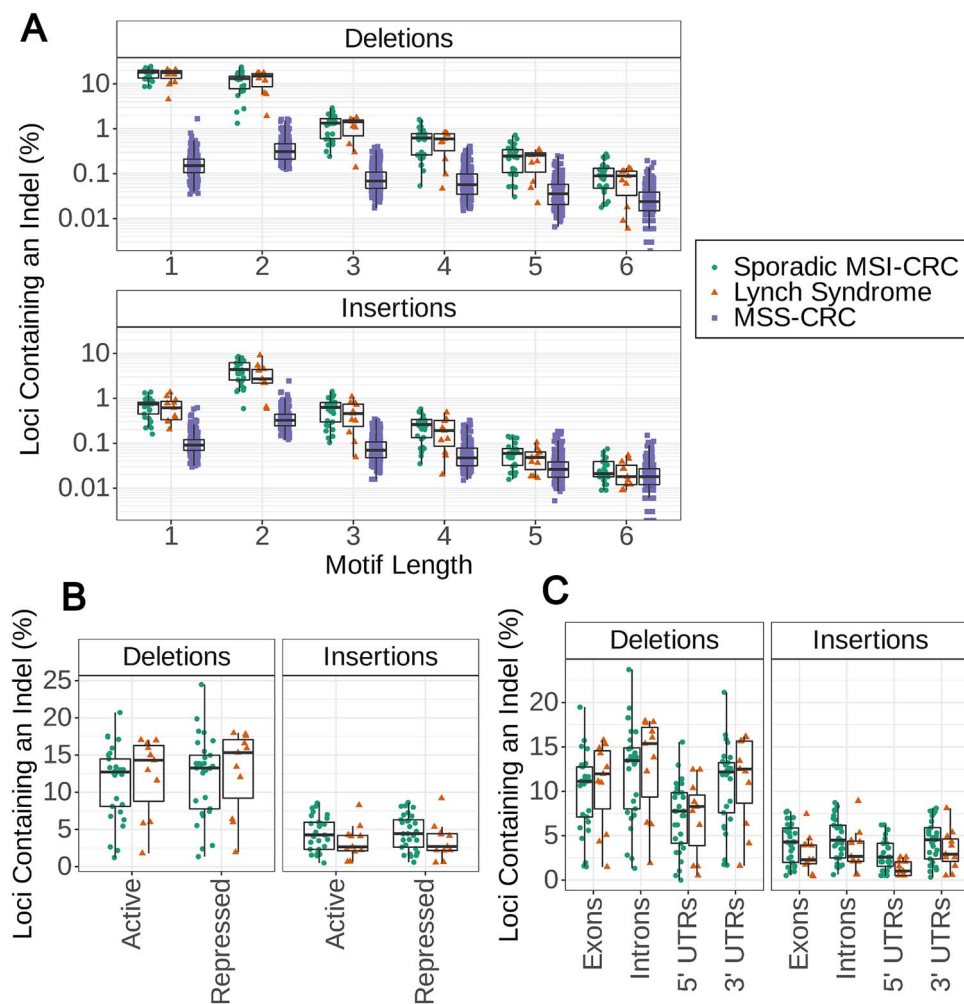 A
Deletions
10
1
0.1
0.01
1 2 3 4 5 6
Insertions
10
1
0.1
0.01
1 2 3 4 5 6
Loci Containing an Indel (%)
Motif Length
Sporadic MSI-CRC
Lynch Syndrome
MSS-CRC
B
Loci Containing an Indel (%)
Deletions Insertions
25
20
15
10
5
0
Active Repressed Active Repressed
C
Loci Containing an Indel (%)
Deletions Insertions
20
15
10
5
0
Exons Introns 5' UTRs 3' UTRs Exons Introns 5' UTRs 3' UTRs